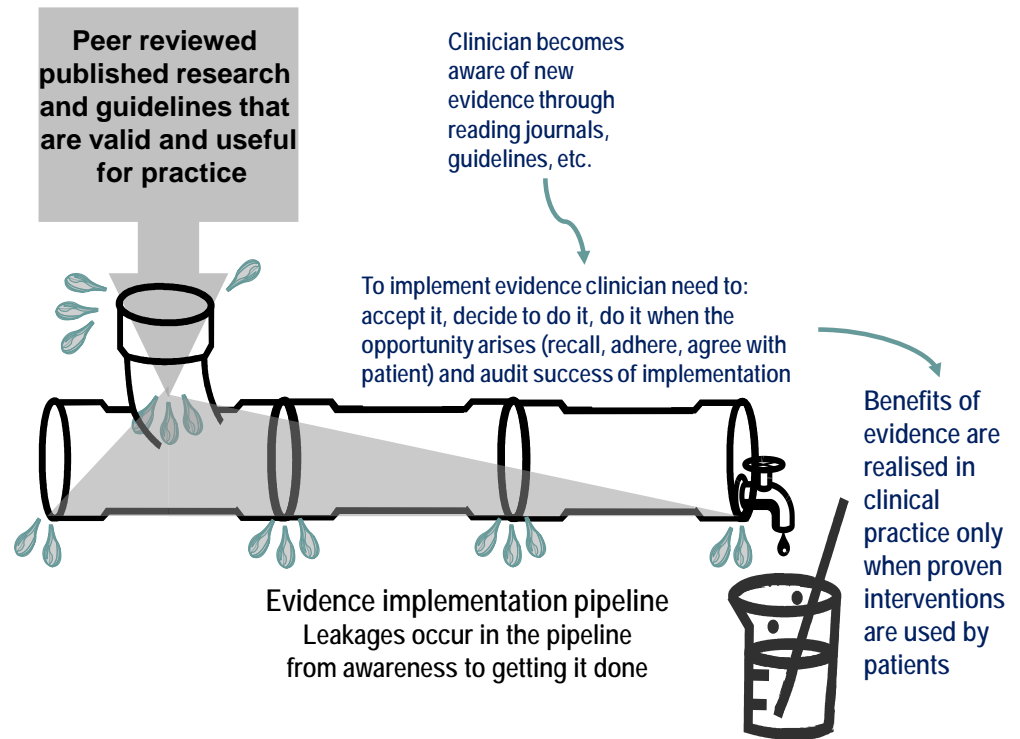 Peer reviewed
published research
and guidelines that
are valid and useful
for practice
Clinician becomes
aware of new
evidence through
reading journals,
guidelines, etc.
To implement evidence clinician need to:
accept it, decide to do it, do it when the
opportunity arises (recall, adhere, agree with
patient) and audit success of implementation
Benefits of
evidence are
realised in
clinical
practice only
when proven
interventions
are used by
patients
Evidence implementation pipeline
Leakages occur in the pipeline
from awareness to getting it done